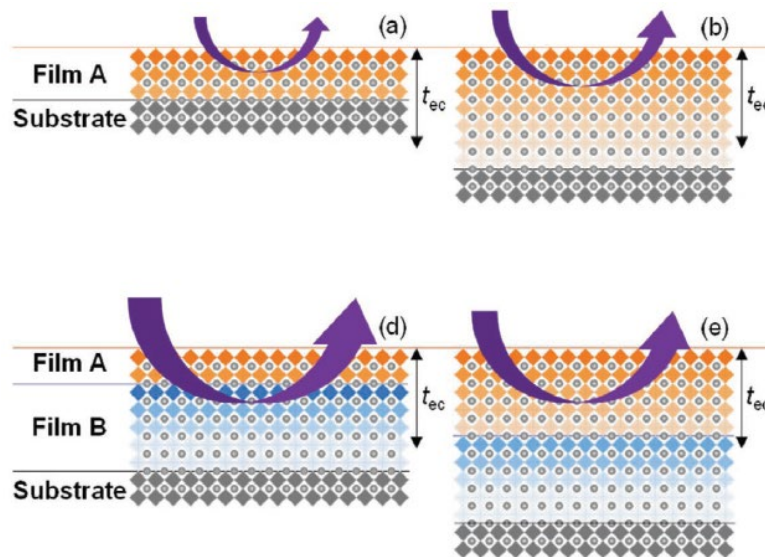 (a)
(b)
Film A
Substrate
t_ec
t_ec
(d)
(e)
Film A
Film B
Substrate
t_ec
t_ec